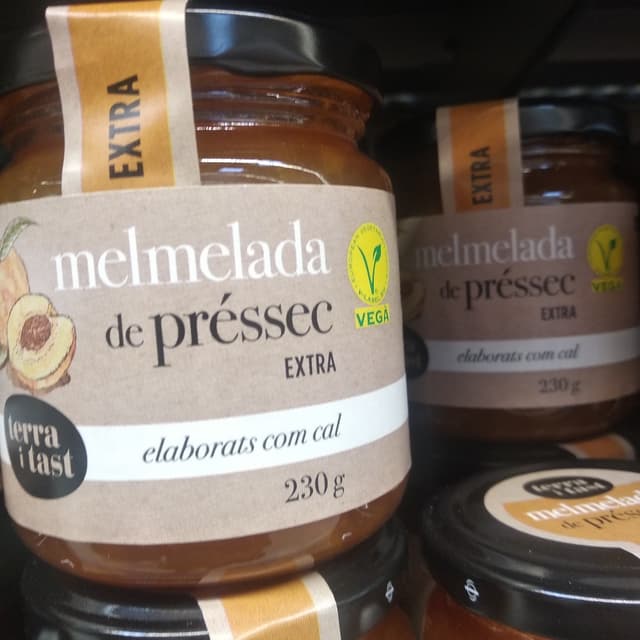 EXTRA
melmelada
de préssec
EXTRA
VEGÀ
terra
i tast
elaborats com cal
230 g
EXTRA
melmelada
de préssec
EXTRA
VEGÀ
elaborats com cal
230 g
terra
i tast
melmelada
de